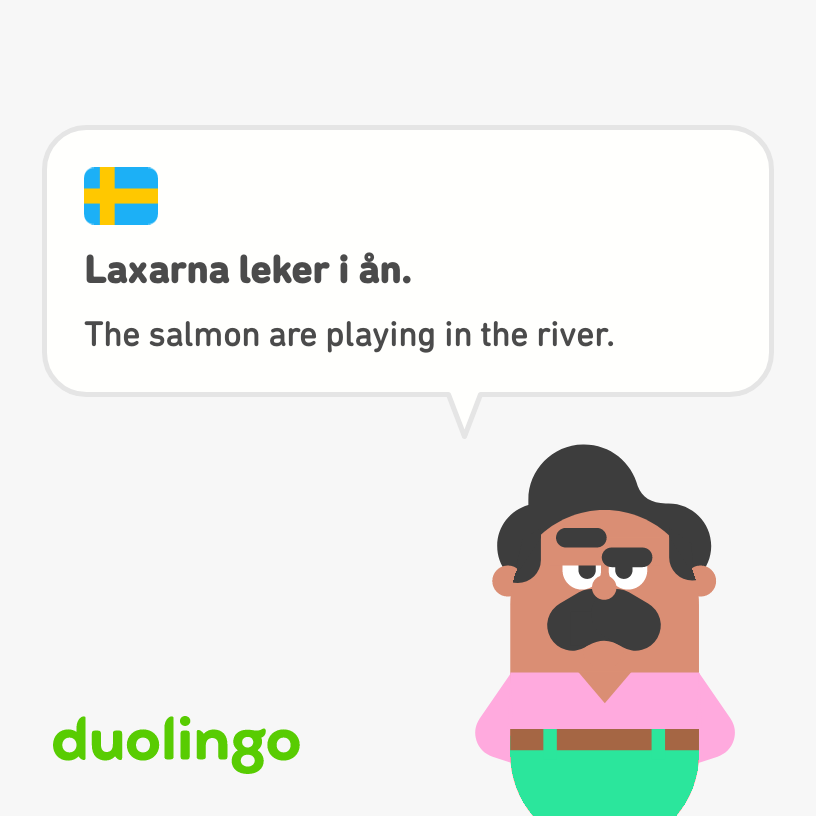 Laxarna leker i ån.
The salmon are playing in the river.
duolingo